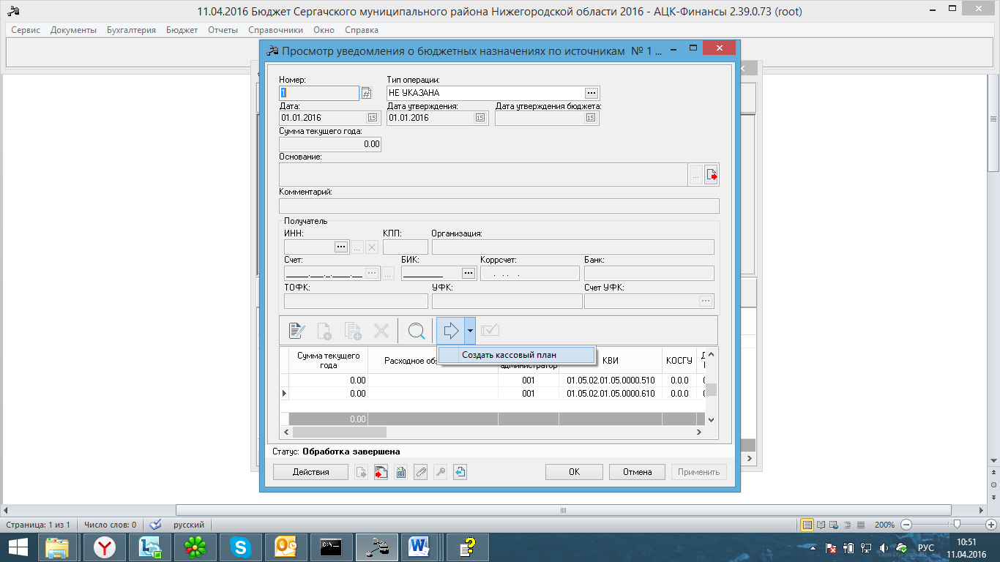 11.04.2016 Бюджет Сергачского муниципального района Нижегородской области 2016 - АЦК-Финансы 2.39.0.73 (root)
Сервис Документы Бухгалтерия Бюджет Отчеты Справочники Окно Справка
Просмотр уведомления о бюджетных назначениях по источникам № 1 ...
Номер: Тип операции:
1 НЕ УКАЗАНА
Дата: Дата утверждения: Дата утверждения бюджета:
01.01.2016 15 01.01.2016 15 15
Сумма текущего года:
0.00
Основание:
Комментарий:
Получатель
ИНН: КПП: Организация:
Счет: БИК: Коррсчет: Банк:
ТОФК: УФК: Счет УФК:
Создать кассовый план
Сумма текущего года Расходное об администратор КВИ КОСГУ
0.00 001 01.05.02.01.05.0000.510 0.0.0
0.00 001 01.05.02.01.05.0000.610 0.0.0
0.00
Статус: Обработка завершена
Действия OK Отмена Применить
Страница: 1 из 1 Число слов: 0 русский 200%
РУС 10:51
11.04.2016